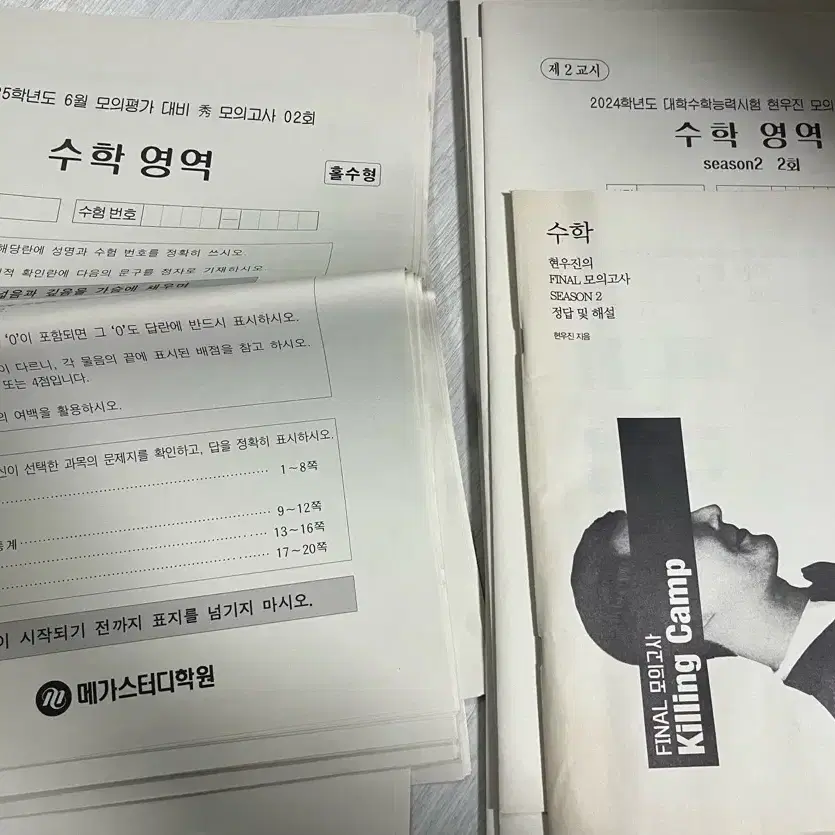 5학년도 6월 모의평가 대비 秀 모의고사 02회
수학 영역
홀수형
수험 번호
해당란에 성명과 수험 번호를 정확히 쓰시오.
적 확인란에 다음의 문구를 정자로 기재하시오
'0'이 포함되면 그 '0'도 답란에 반드시 표시하시오.
이 다르니, 각 물음의 끝에 표시된 배점을 참고 하시오.
또는 4점입니다.
의 여백을 활용하시오.
신이 선택한 과목의 문제지를 확인하고, 답을 정확히 표시하시오.
1~8쪽
9~12쪽
통계 13~16쪽
17~20쪽
이 시작되기 전까지 표지를 넘기지 마시오.
메가스터디학원
제 2 교시
2024학년도 대학수학능력시험 현우진 모의
수학 영역
season2 2회
수학
현우진의
FINAL 모의고사
SEASON 2
정답 및 해설
현우진 지음
FINAL 모의고사
Killing Camp